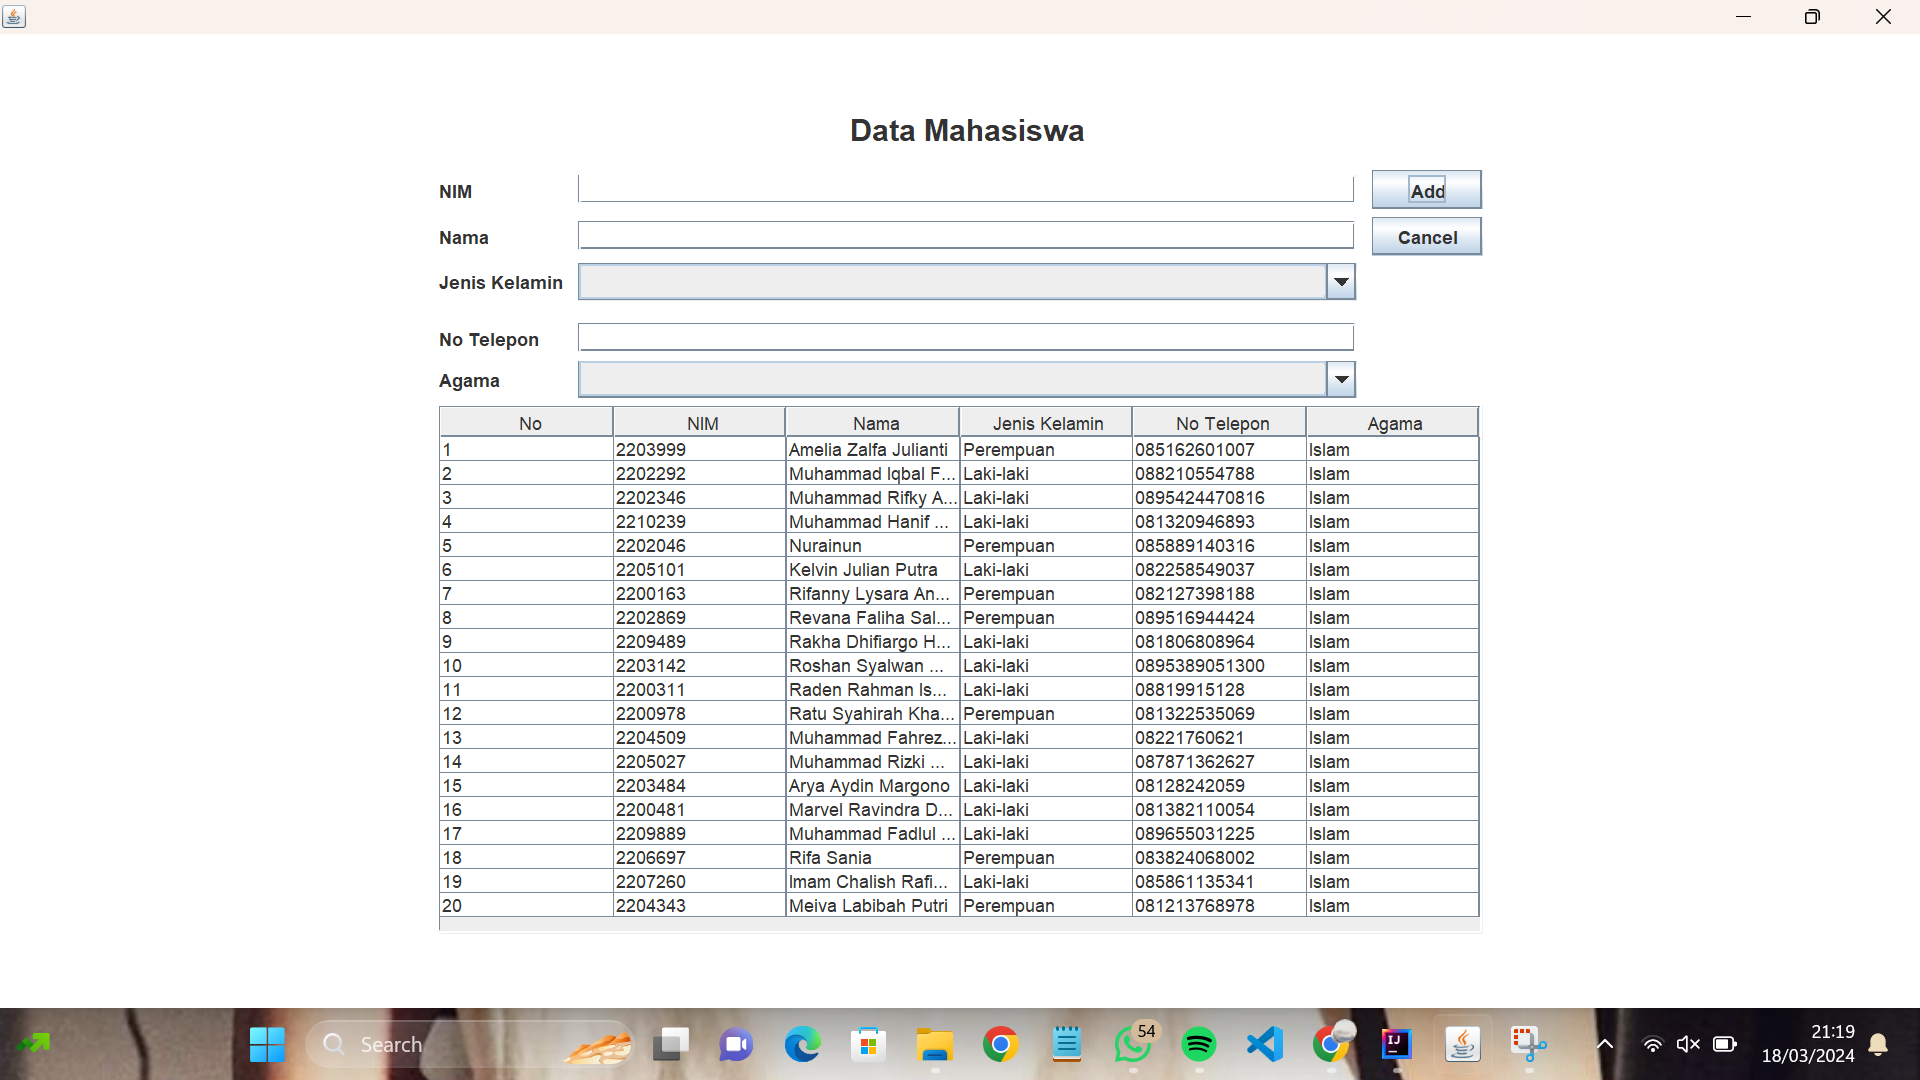 Data Mahasiswa
NIM
Add
Nama
Cancel
Jenis Kelamin
No Telepon
Agama
No NIM Nama Jenis Kelamin No Telepon Agama
1 2203999 Amelia Zalfa Julianti Perempuan 085162601007 Islam
2 2202292 Muhammad Iqbal F... Laki-laki 088210554788 Islam
3 2202346 Muhammad Rifky A... Laki-laki 0895424470816 Islam
4 2210239 Muhammad Hanif ... Laki-laki 081320946893 Islam
5 2202046 Nurainun Perempuan 085889140316 Islam
6 2205101 Kelvin Julian Putra Laki-laki 082258549037 Islam
7 2200163 Rifanny Lysara An... Perempuan 082127398188 Islam
8 2202869 Revana Faliha Sal... Perempuan 089516944424 Islam
9 2209489 Rakha Dhifiargo H... Laki-laki 081806808964 Islam
10 2203142 Roshan Syalwan ... Laki-laki 0895389051300 Islam
11 2200311 Raden Rahman Is... Laki-laki 08819915128 Islam
12 2200978 Ratu Syahirah Kha... Perempuan 081322535069 Islam
13 2204509 Muhammad Fahrez... Laki-laki 08221760621 Islam
14 2205027 Muhammad Rizki ... Laki-laki 087871362627 Islam
15 2203484 Arya Aydin Margono Laki-laki 08128242059 Islam
16 2200481 Marvel Ravindra D... Laki-laki 081382110054 Islam
17 2209889 Muhammad Fadlul ... Laki-laki 089655031225 Islam
18 2206697 Rifa Sania Perempuan 083824068002 Islam
19 2207260 Imam Chalish Rafi... Laki-laki 085861135341 Islam
20 2204343 Meiva Labibah Putri Perempuan 081213768978 Islam
Search
54
IJ
21:19
18/03/2024